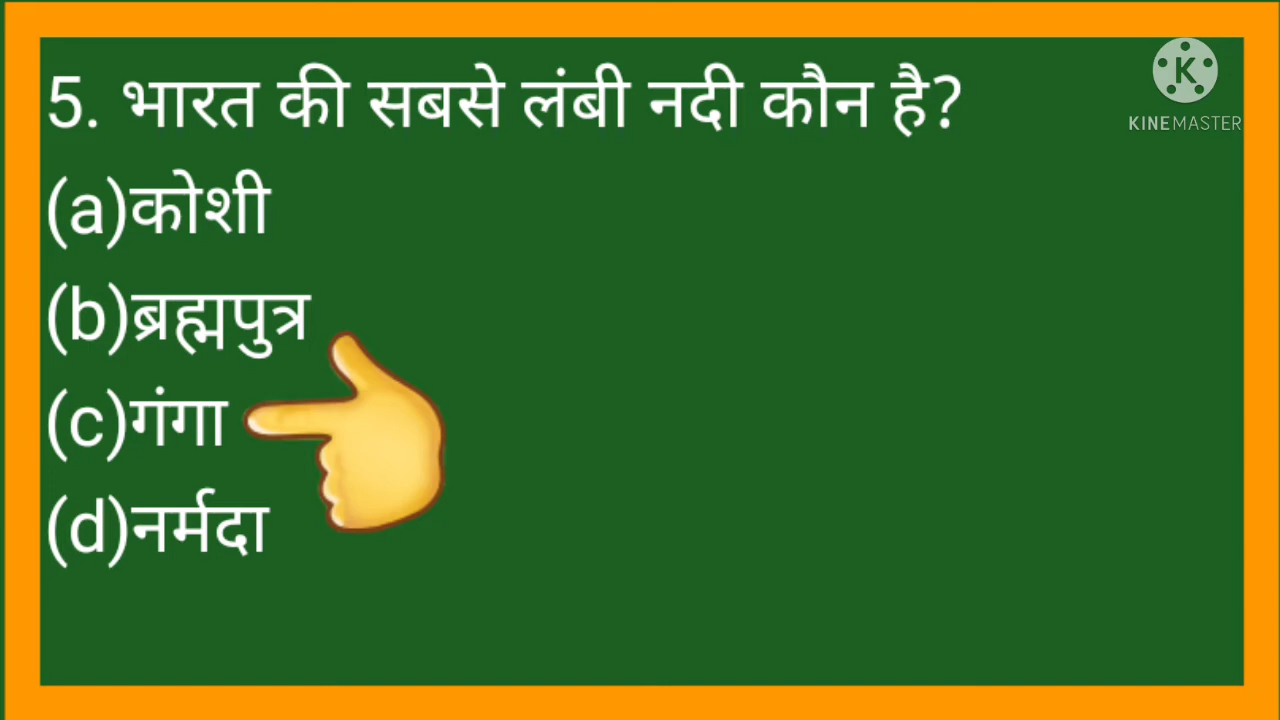 5. भारत की सबसे लंबी नदी कौन है?
(a)कोशी
(b)ब्रह्मपुत्र
(c)गंगा
(d)नर्मदा
K
KINEMASTER